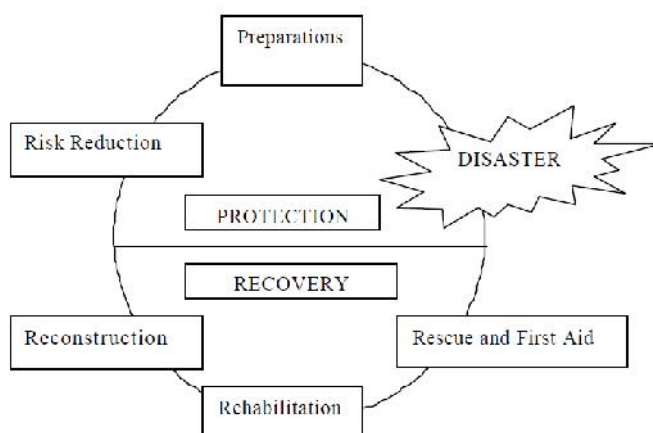 Preparations
Risk Reduction
DISASTER
PROTECTION
RECOVERY
Reconstruction
Rescue and First Aid
Rehabilitation